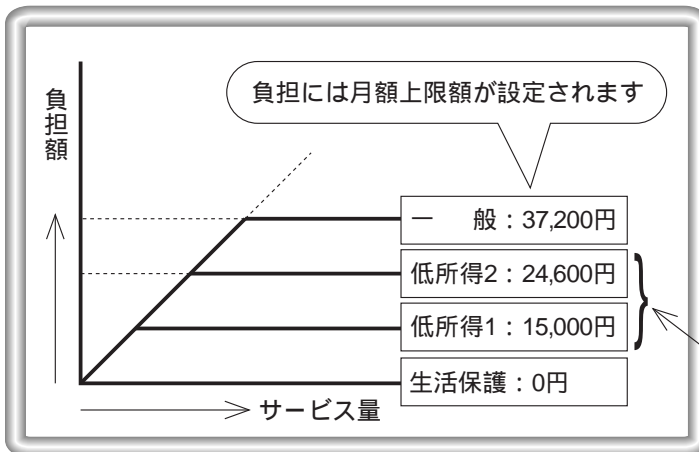 負担額
負担には月額上限額が設定されます
一　　般：37,200円
低所得2：24,600円
低所得1：15,000円
生活保護：0円
サービス量